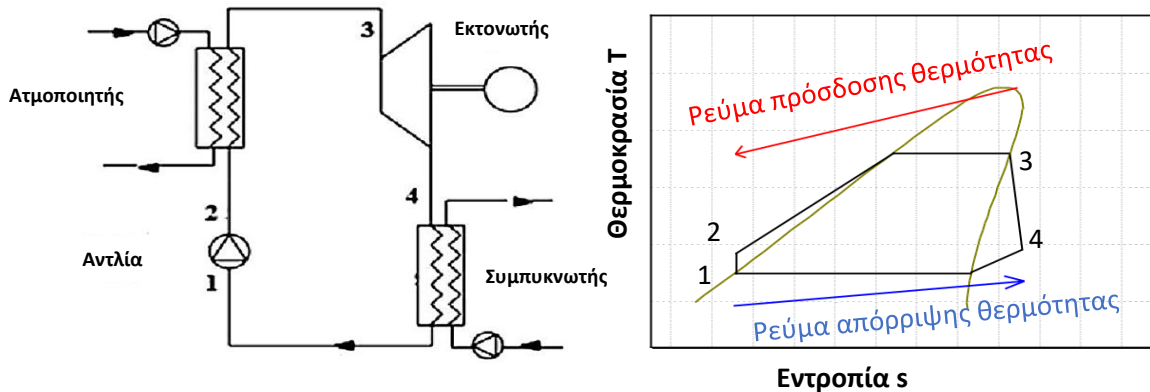 3
Εκτονωτής
Ατμοποιητής
4
2
Αντλία
1
Συμπυκνωτής
Θερμοκρασία T
Ρεύμα πρόσδοσης θερμότητας
3
2
4
1
Ρεύμα απόρριψης θερμότητας
Εντροπία s